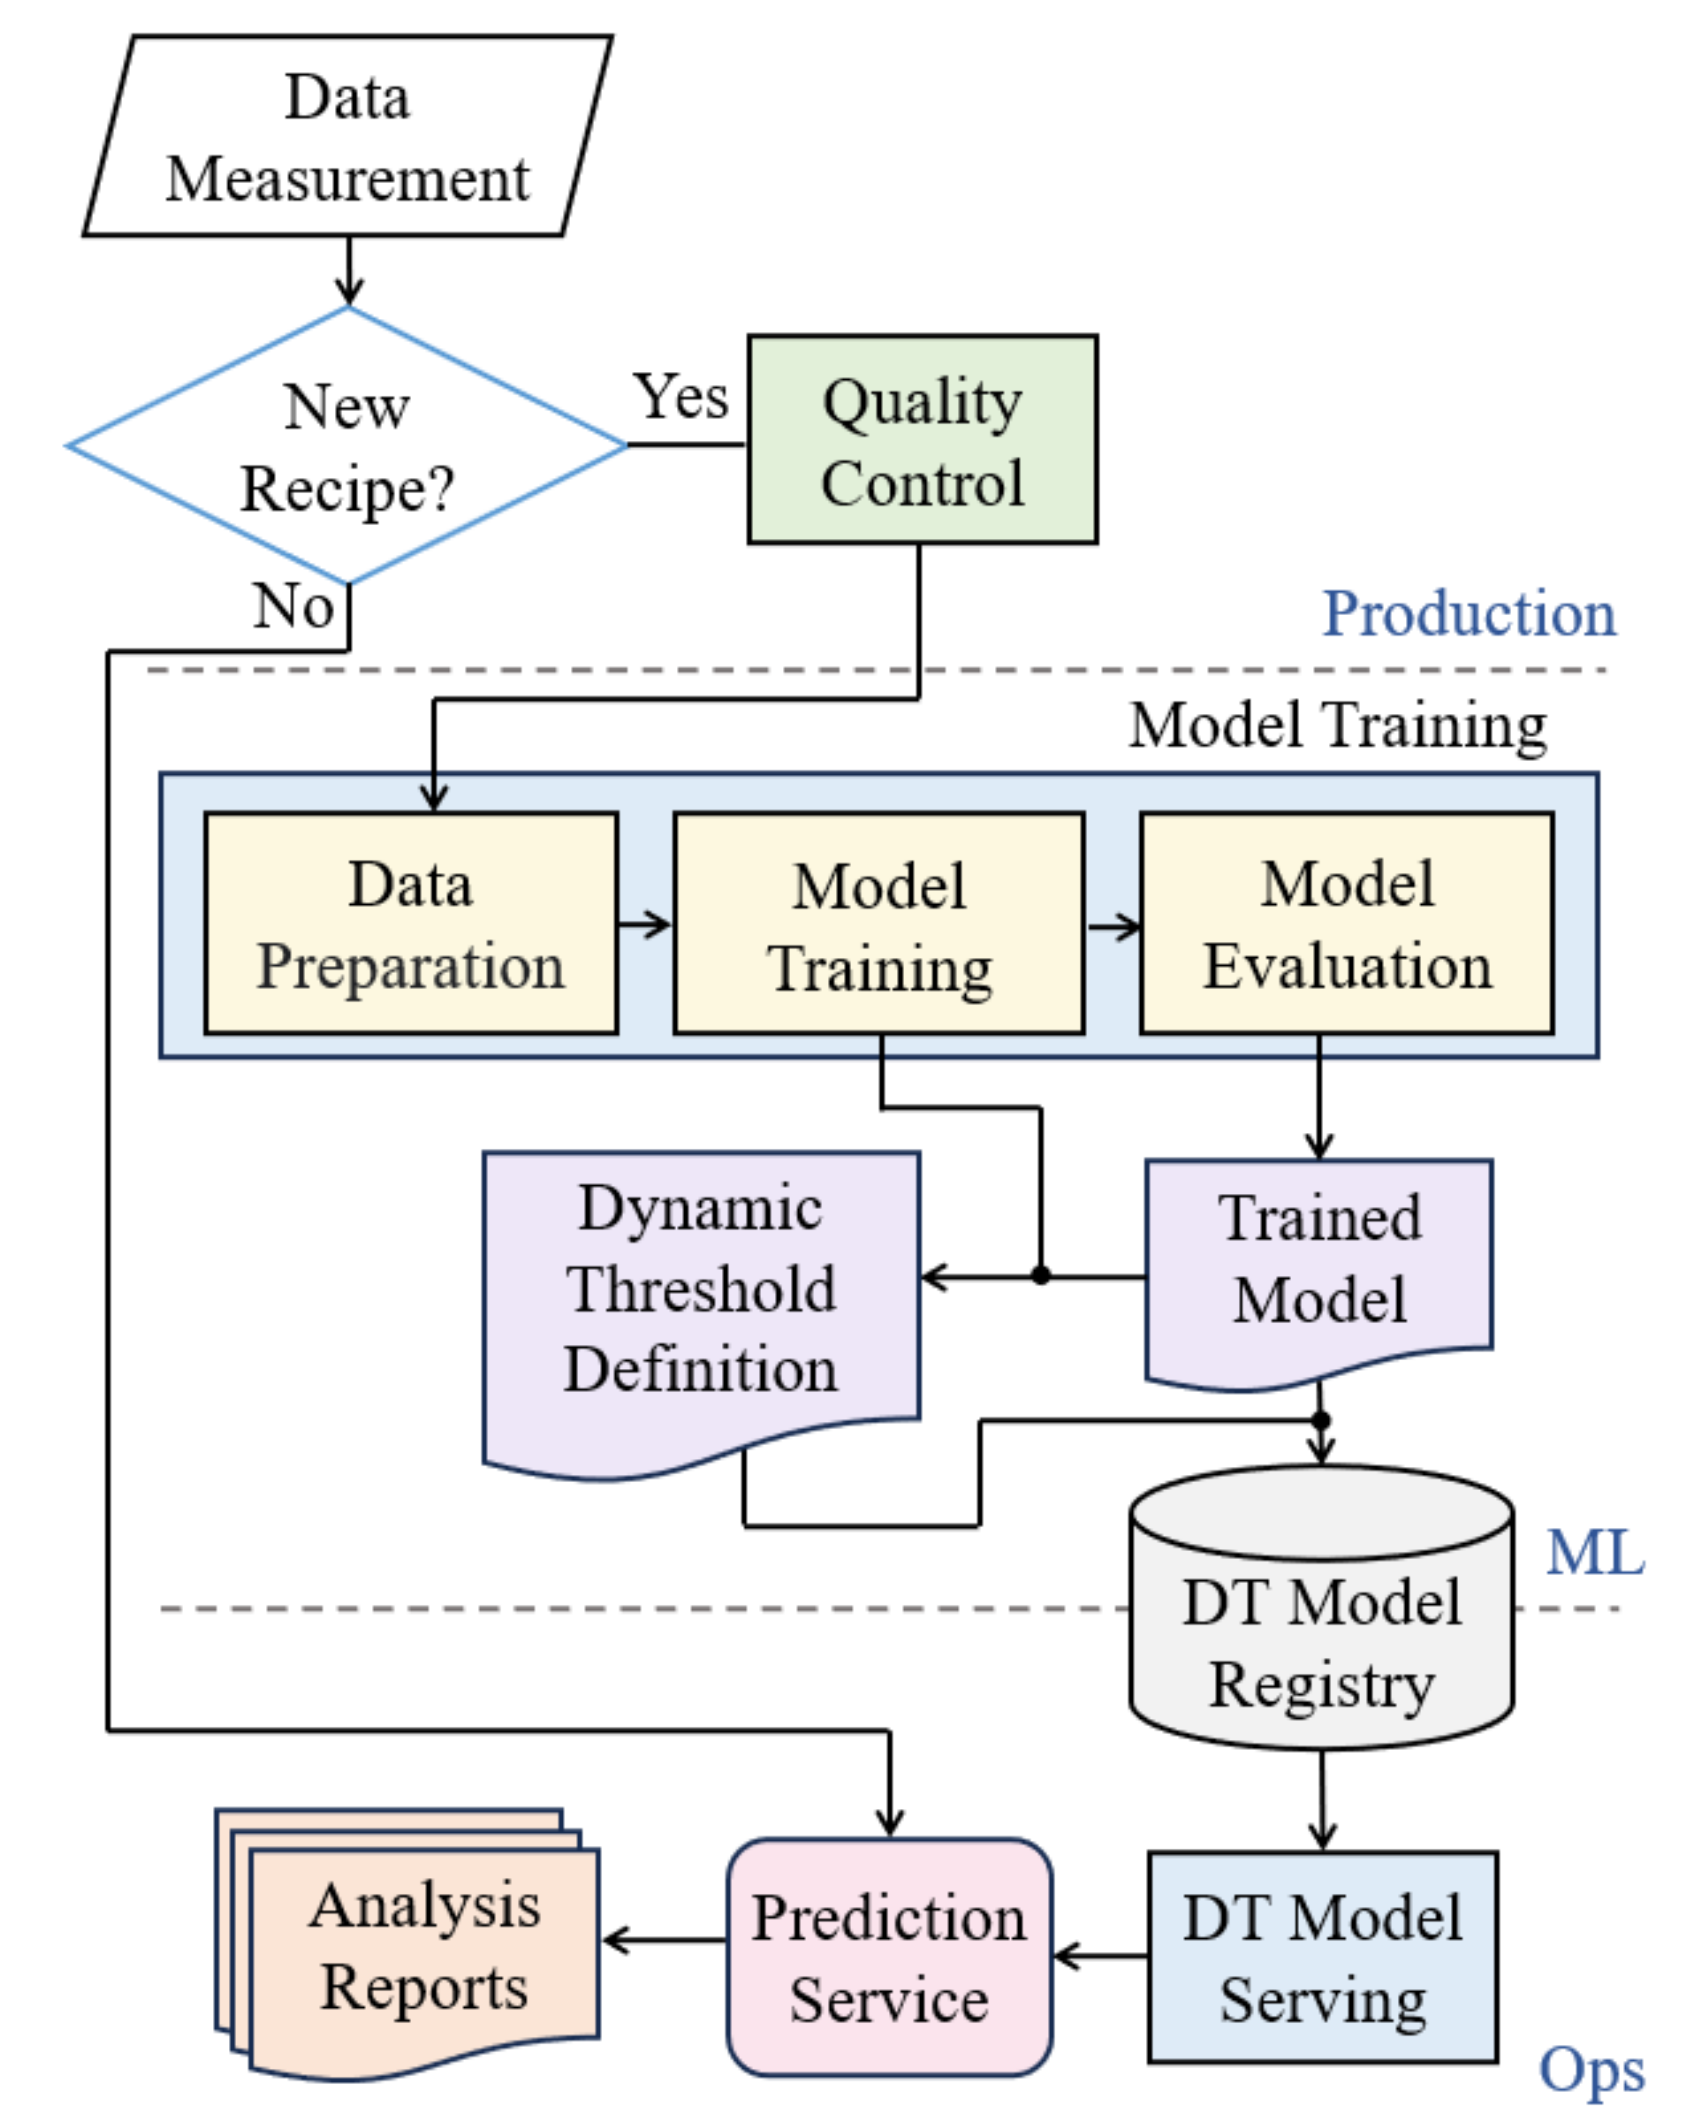 Data
Measurement
New
Recipe?
Yes
Quality
Control
No
Production
Model Training
Data
Preparation
Model
Training
Model
Evaluation
Dynamic
Threshold
Definition
Trained
Model
ML
DT Model
Registry
Analysis
Reports
Prediction
Service
DT Model
Serving
Ops